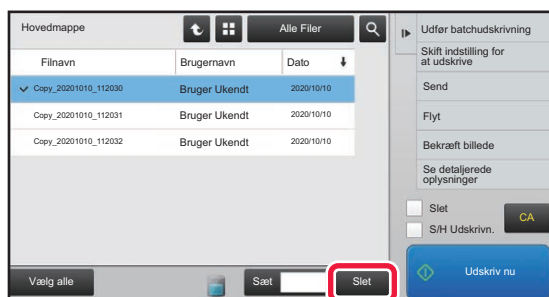 Hovedmappe
Alle Filer
Filnavn
Brugernavn
Dato
Copy_20201010_112030
Bruger Ukendt
2020/10/10
Copy_20201010_112031
Bruger Ukendt
2020/10/10
Copy_20201010_112032
Bruger Ukendt
2020/10/10
Vælg alle
Sæt
Slet
Udfør batchudskrivning
Skift indstilling for
at udskrive
Send
Flyt
Bekræft billede
Se detaljerede
oplysninger
Slet
S/H Udskrivn.
CA
Udskriv nu